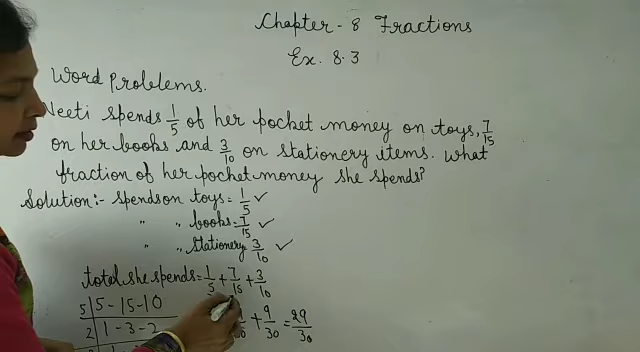 Chapter - 8 Fractions
Ex. 8.3
Word Problems.
Neeti spends 1/5 of her pocket money on toys, 7/15
on her books and 3/10 on stationery items. What
fraction of her pocket money she spends?
Solution :- spends on toys = 1/5 ✓
" " books = 7/15 ✓
" " stationery 3/10 ✓
total she spends = 1/5 + 7/15 + 3/10
5 | 5 - 15 - 10
2 | 1 - 3 - 2
+ 9/30 = 29/30